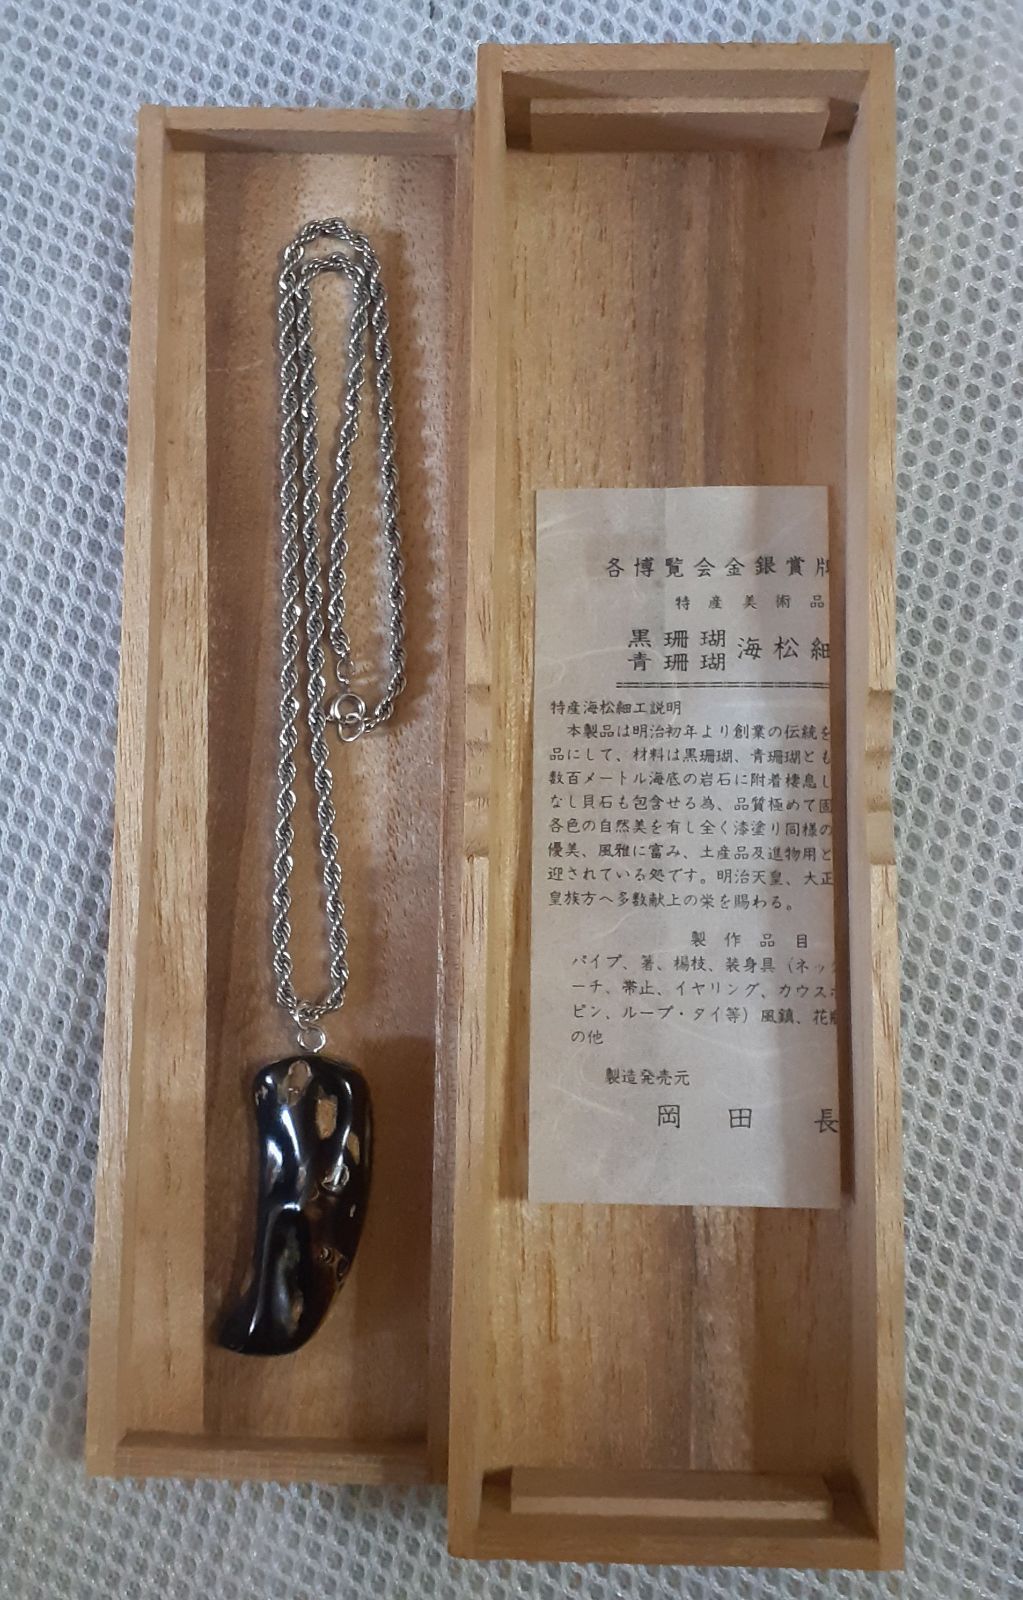 各博覧会金銀賞牌
特産美術品
黒珊瑚
青珊瑚 海松細
特産海松細工説明
本製品は明治初年より創業の伝統を
品にして、材料は黒珊瑚、青珊瑚とも
数百メートル海底の岩石に附着棲息し
なし貝石も包含せる為、品質極めて固
各色の自然美を有し全く漆塗り同様の
優美、風雅に富み、土産品及進物用と
迎されている処です。明治天皇、大正
皇族方へ多数献上の栄を賜わる。
製作品目
パイプ、箸、楊枝、装身具（ネック
ーチ、帯止、イヤリング、カウスボ
ピン、ループ・タイ等）風鎮、花瓶
の他
製造発売元
岡田長